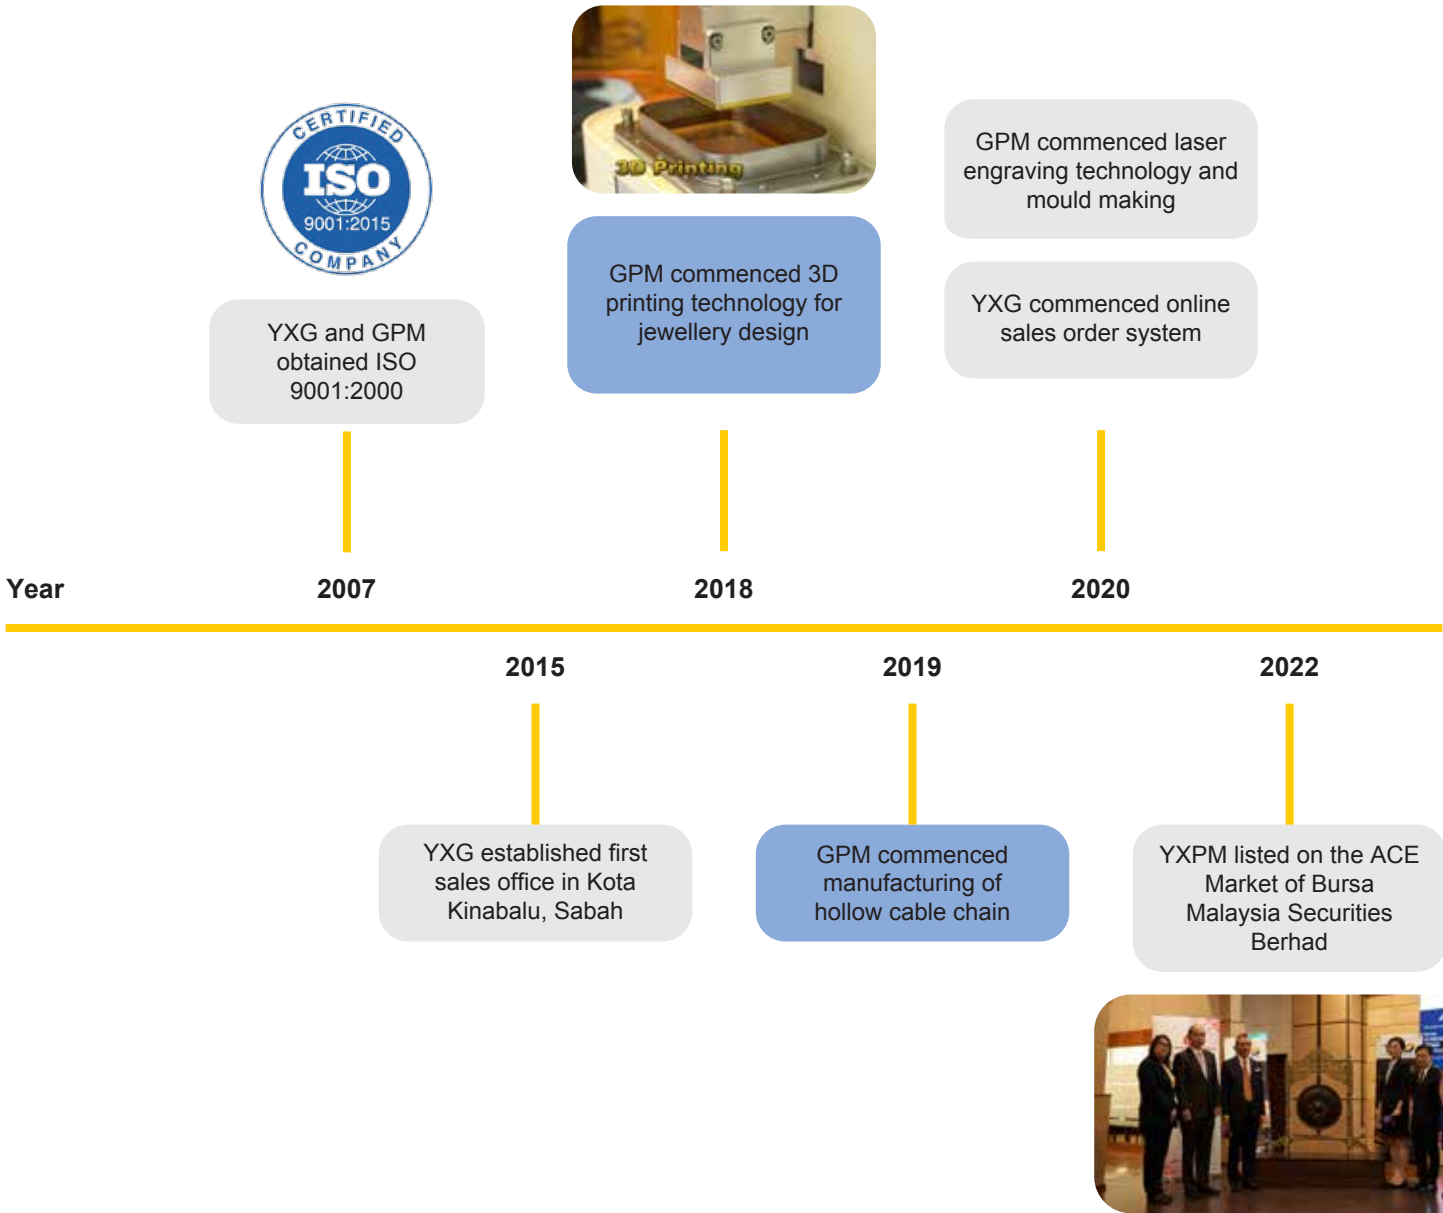 CERTIFIED
ISO
9001:2015
COMPANY
YXG and GPM
obtained ISO
9001:2000
3D Printing
GPM commenced 3D
printing technology for
jewellery design
GPM commenced laser
engraving technology and
mould making
YXG commenced online
sales order system
Year
2007
2018
2020
2015
2019
2022
YXG established first
sales office in Kota
Kinabalu, Sabah
GPM commenced
manufacturing of
hollow cable chain
YXPM listed on the ACE
Market of Bursa
Malaysia Securities
Berhad